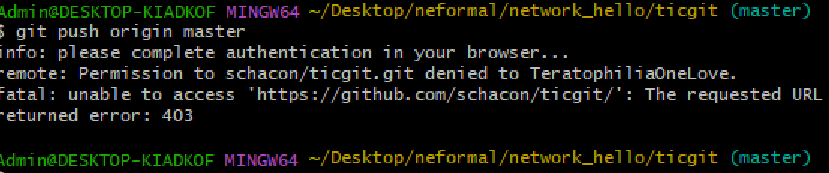 Admin@DESKTOP-KIADKOF MINGW64 ~/Desktop/neformal/network_hello/ticgit (master)
$ git push origin master
info: please complete authentication in your browser...
remote: Permission to schacon/ticgit.git denied to TeratophiliaOneLove.
fatal: unable to access 'https://github.com/schacon/ticgit/': The requested URL
returned error: 403
Admin@DESKTOP-KIADKOF MINGW64 ~/Desktop/neformal/network_hello/ticgit (master)